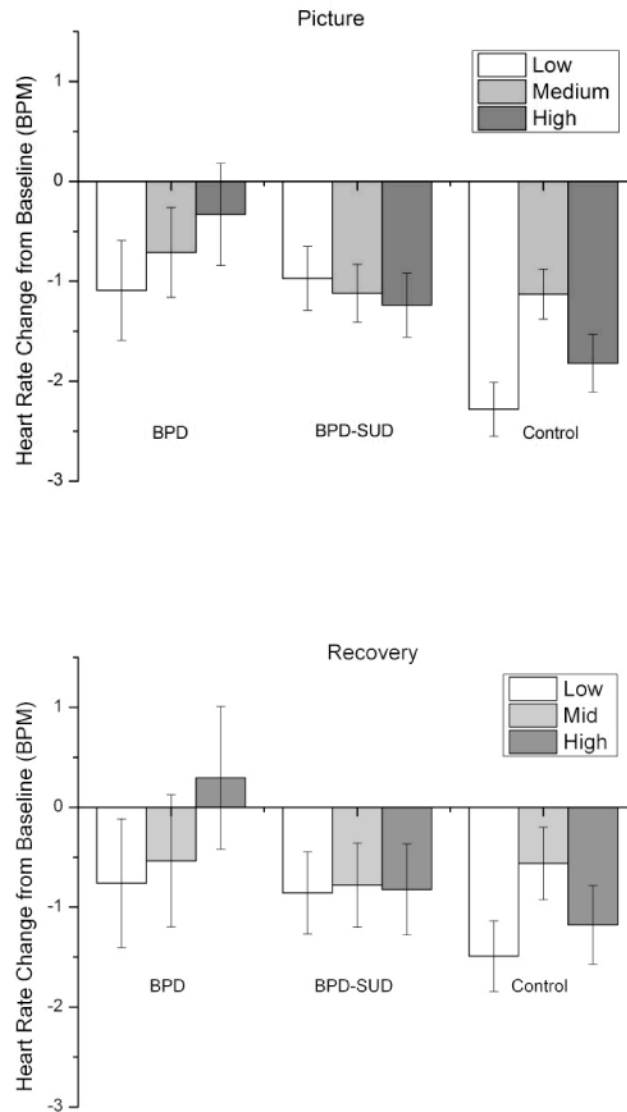 Picture
Low
Medium
High
Heart Rate Change from Baseline (BPM)
1
0
-1
-2
-3
BPD
BPD-SUD
Control
Recovery
Low
Mid
High
Heart Rate Change from Baseline (BPM)
1
0
-1
-2
-3
BPD
BPD-SUD
Control